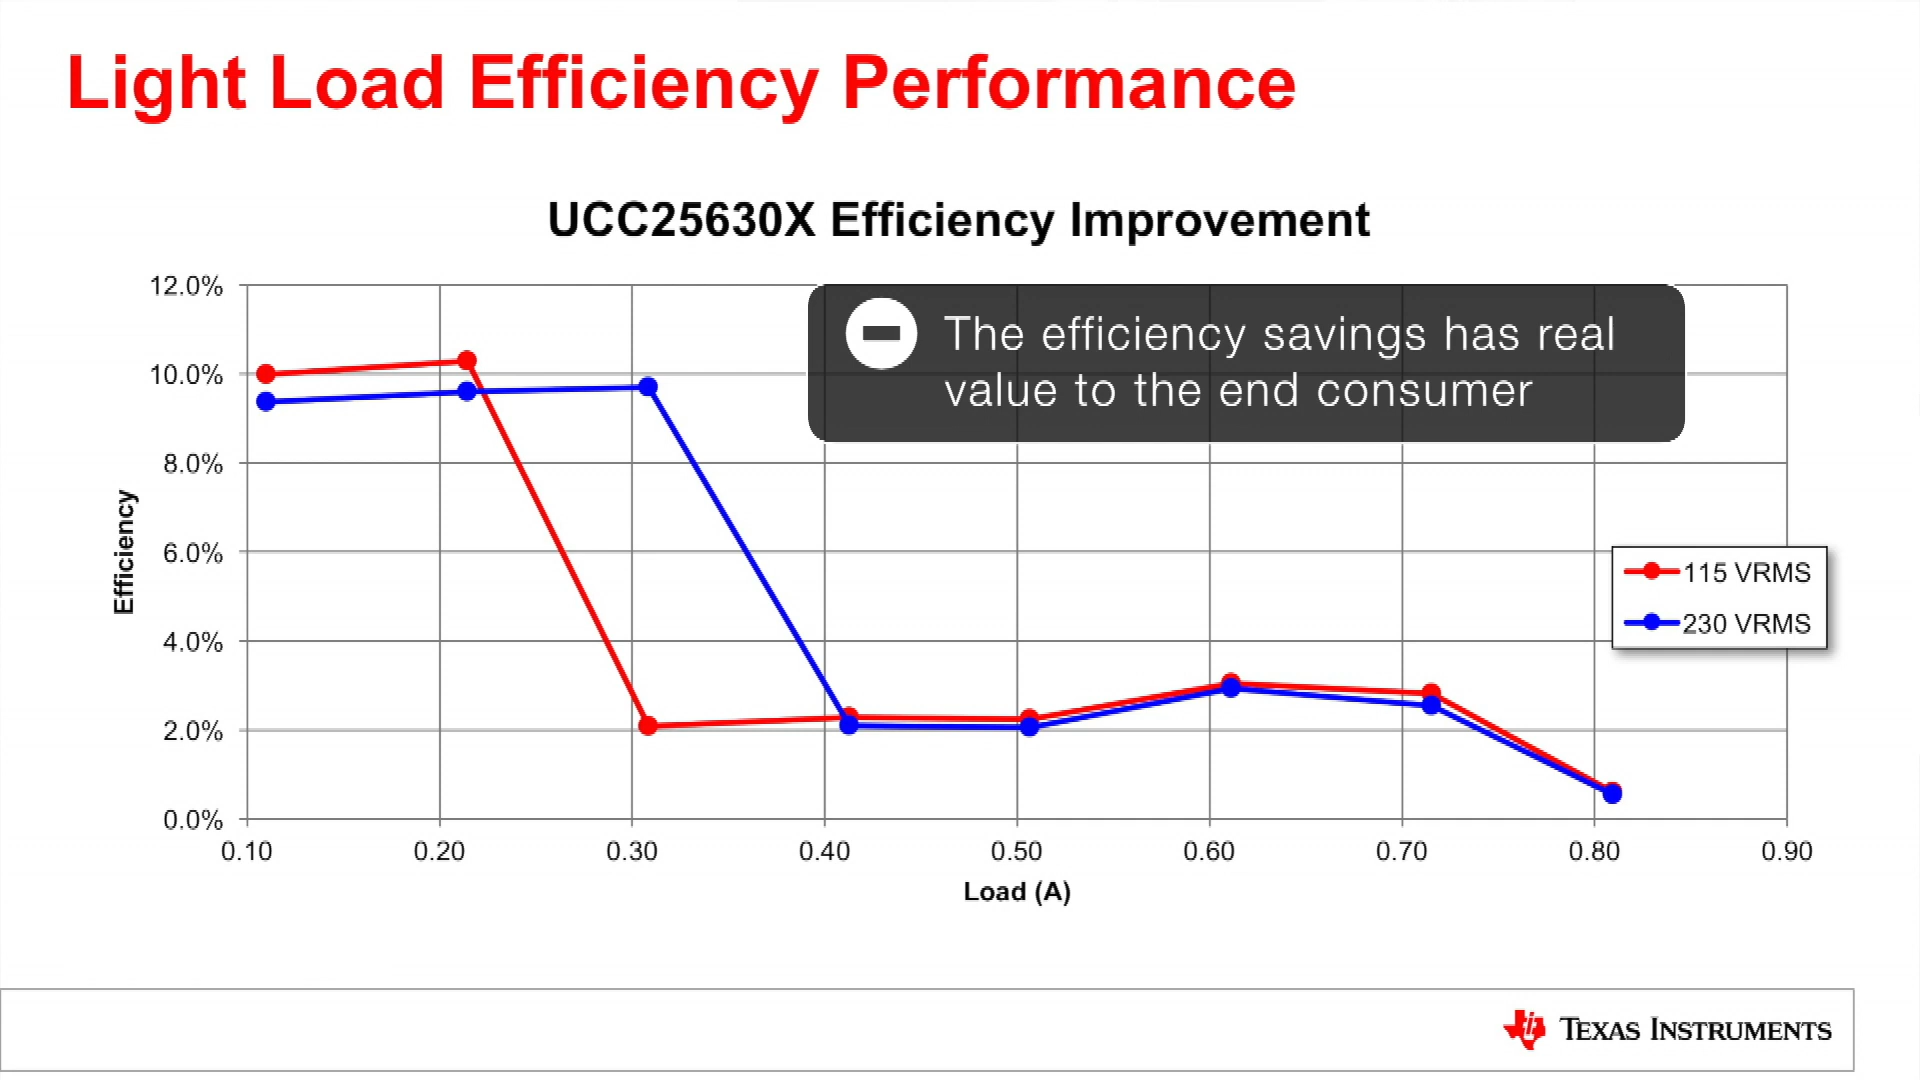 Light Load Efficiency Performance
UCC25630X Efficiency Improvement
The efficiency savings has real
value to the end consumer
12.0%
10.0%
8.0%
6.0%
4.0%
2.0%
0.0%
Efficiency
115 VRMS
230 VRMS
0.10 0.20 0.30 0.40 0.50 0.60 0.70 0.80 0.90
Load (A)
TEXAS INSTRUMENTS